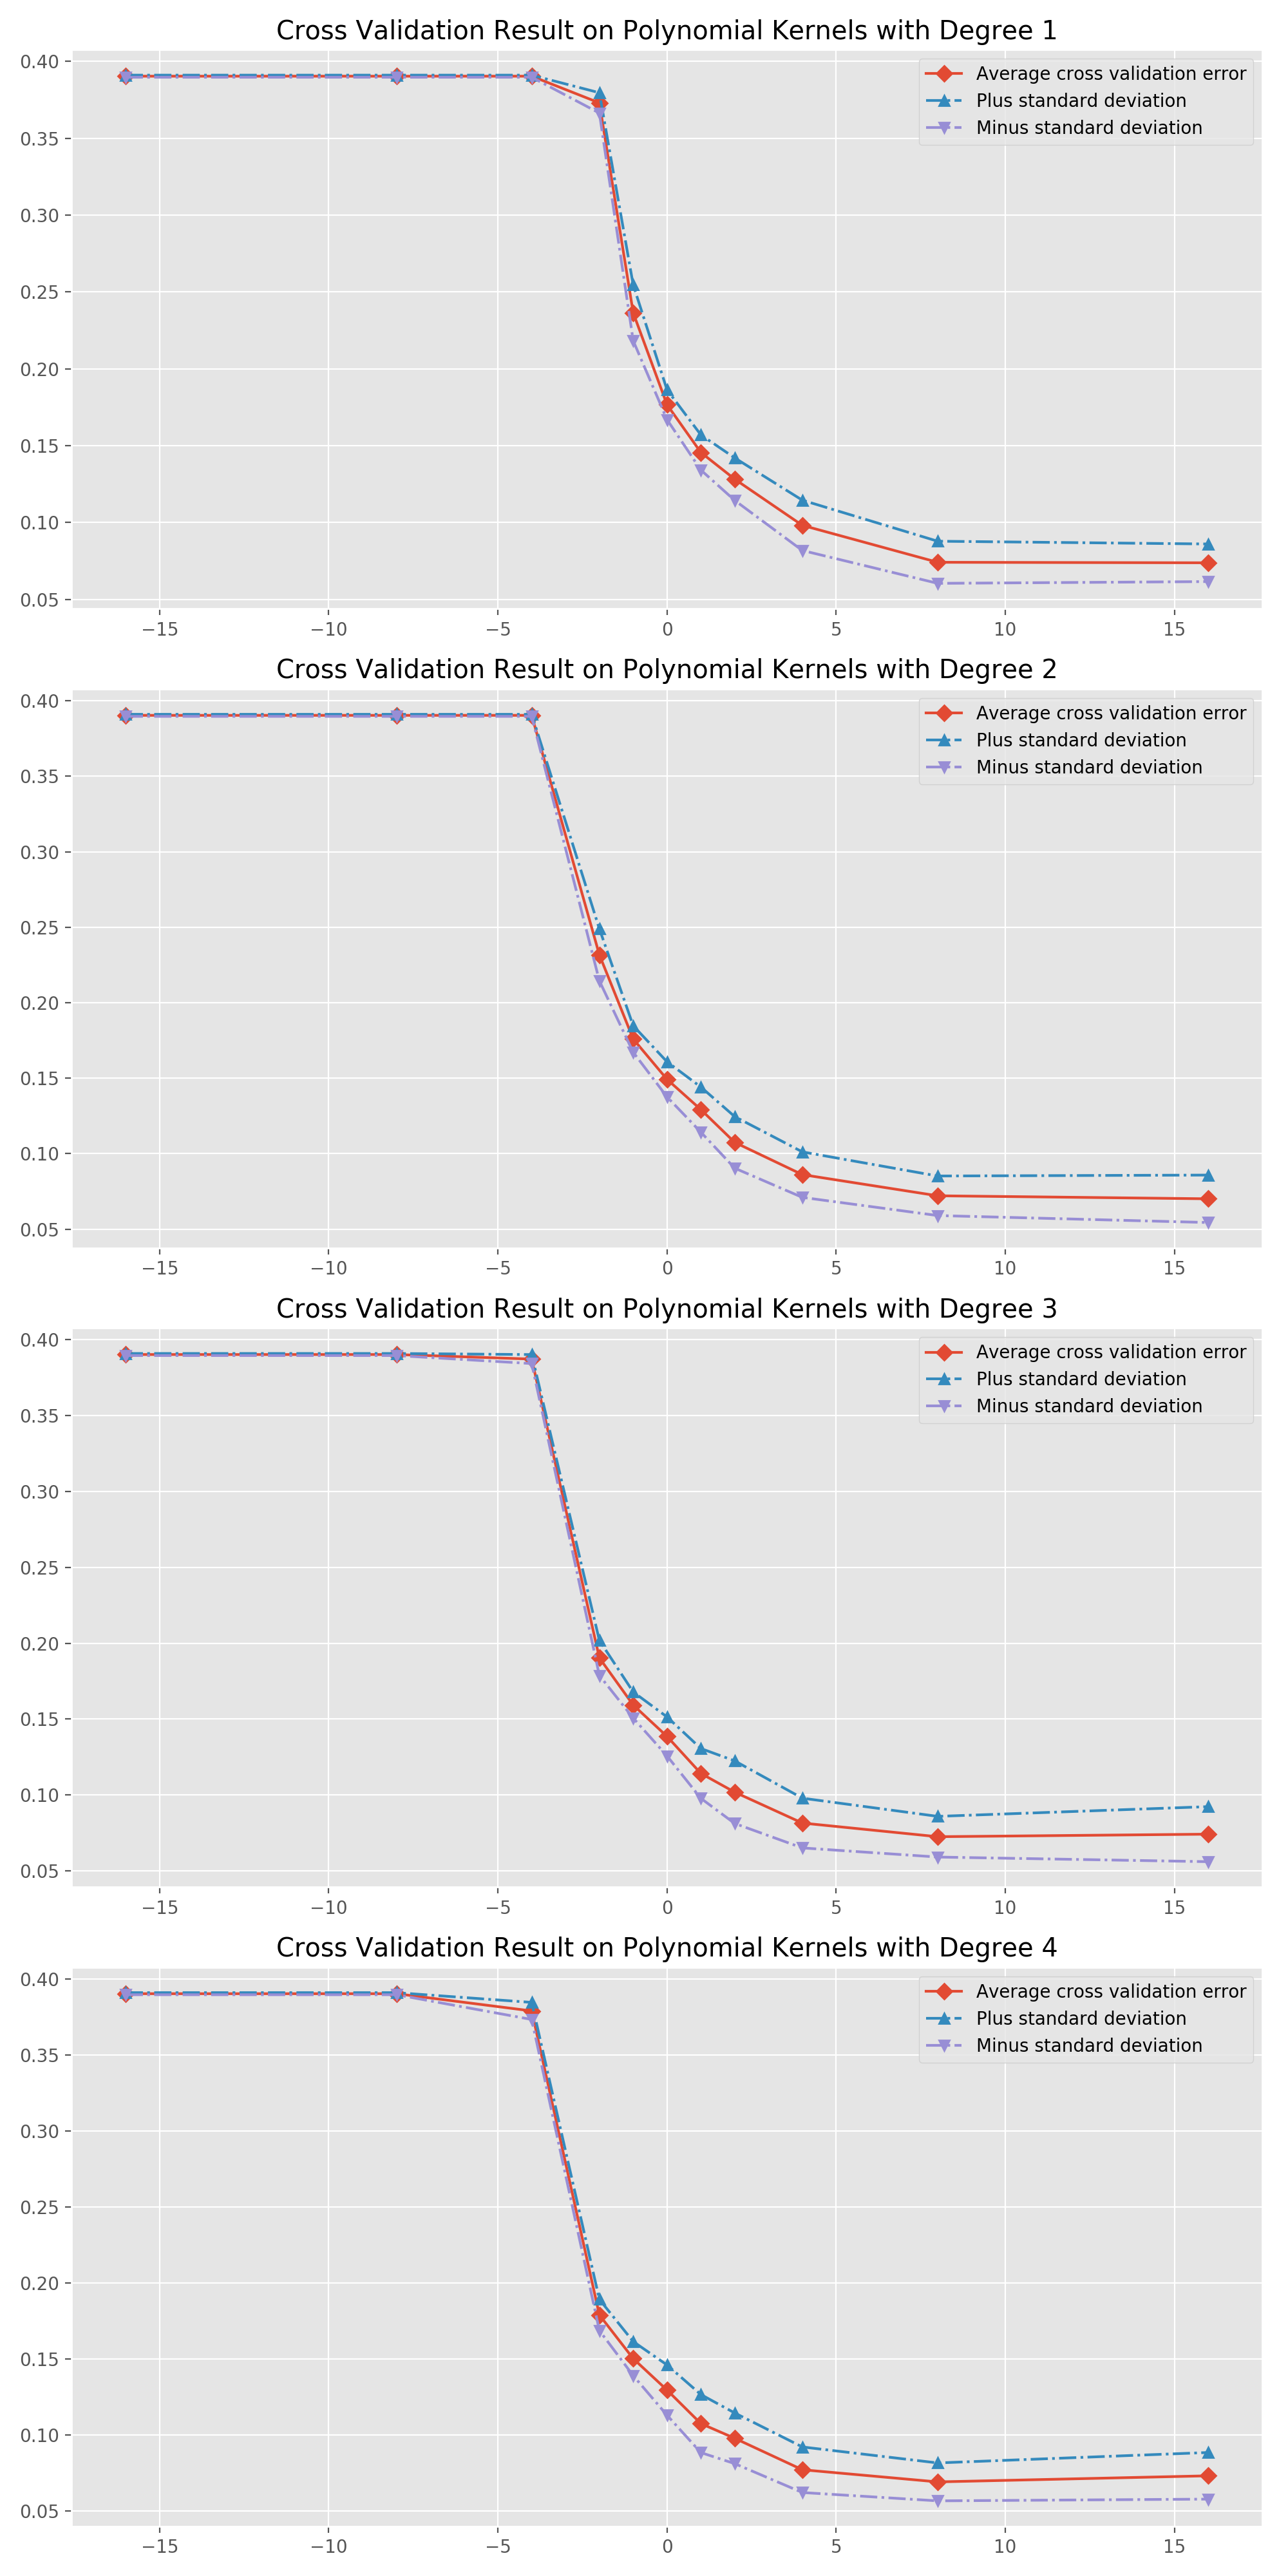 Cross Validation Result on Polynomial Kernels with Degree 1
0.40
0.35
0.30
0.25
0.20
0.15
0.10
0.05
Average cross validation error
Plus standard deviation
Minus standard deviation
−15 −10 −5 0 5 10 15
Cross Validation Result on Polynomial Kernels with Degree 2
0.40
0.35
0.30
0.25
0.20
0.15
0.10
0.05
Average cross validation error
Plus standard deviation
Minus standard deviation
−15 −10 −5 0 5 10 15
Cross Validation Result on Polynomial Kernels with Degree 3
0.40
0.35
0.30
0.25
0.20
0.15
0.10
0.05
Average cross validation error
Plus standard deviation
Minus standard deviation
−15 −10 −5 0 5 10 15
Cross Validation Result on Polynomial Kernels with Degree 4
0.40
0.35
0.30
0.25
0.20
0.15
0.10
0.05
Average cross validation error
Plus standard deviation
Minus standard deviation
−15 −10 −5 0 5 10 15